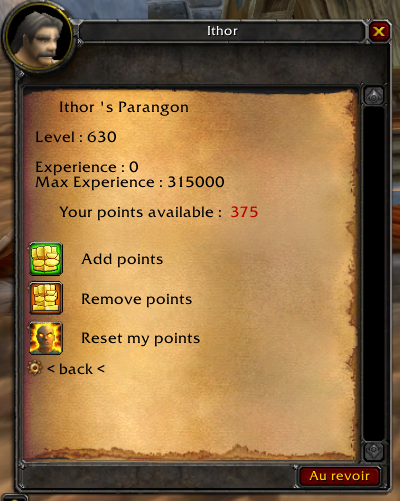 Ithor
Ithor 's Parangon
Level : 630
Experience : 0
Max Experience : 315000
Your points available : 375
Add points
Remove points
Reset my points
< back <
Au revoir